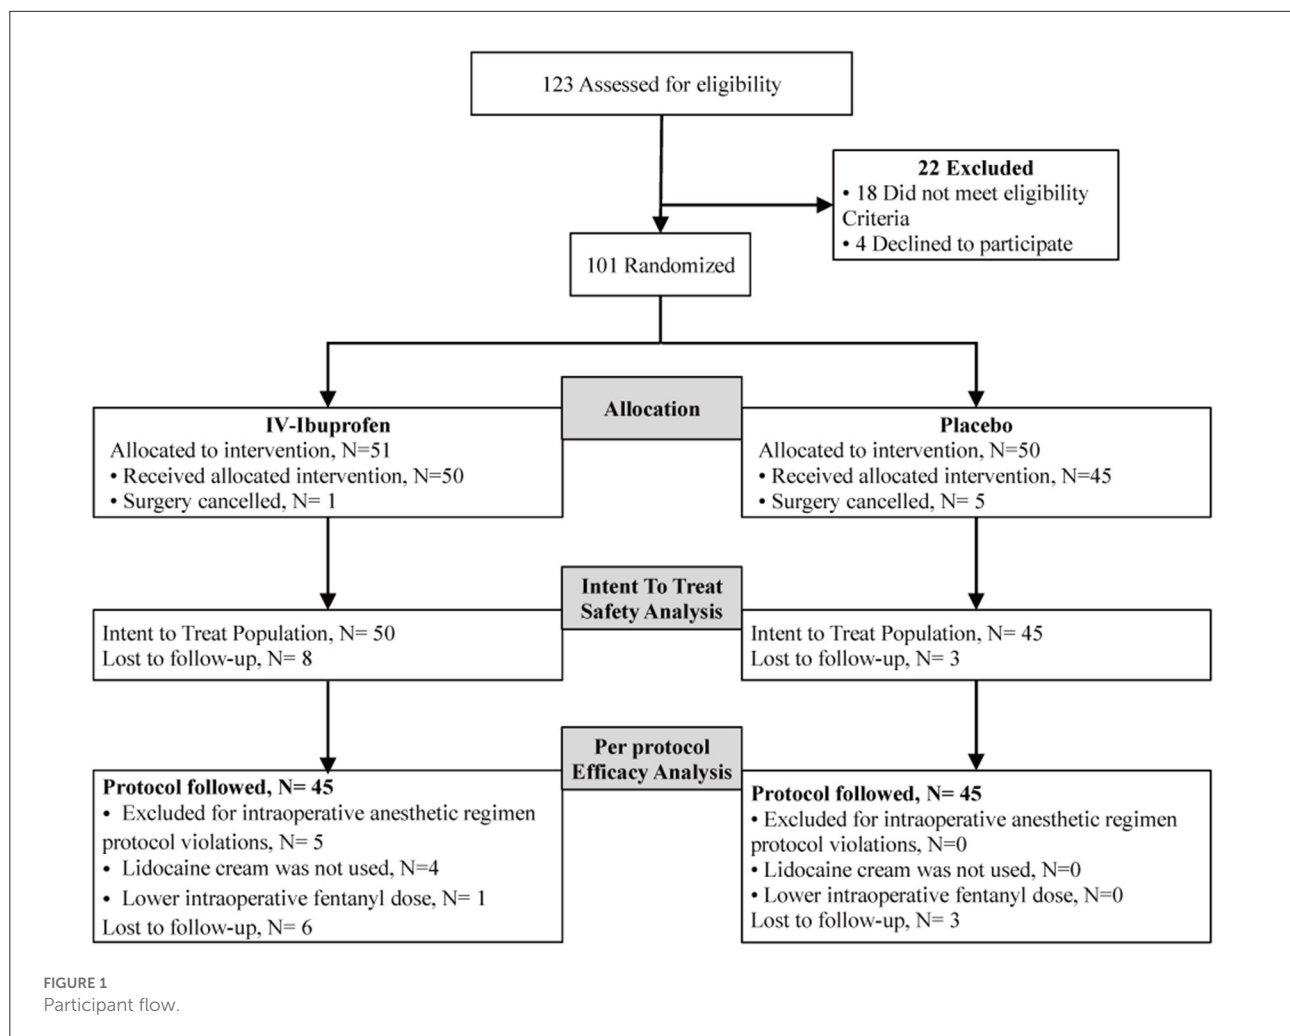 123 Assessed for eligibility
22 Excluded
• 18 Did not meet eligibility
Criteria
• 4 Declined to participate
101 Randomized
Allocation
IV-Ibuprofen
Allocated to intervention, N=51
• Received allocated intervention, N=50
• Surgery cancelled, N= 1
Placebo
Allocated to intervention, N=50
• Received allocated intervention, N=45
• Surgery cancelled, N= 5
Intent To Treat
Safety Analysis
Intent to Treat Population, N= 50
Lost to follow-up, N= 8
Intent to Treat Population, N= 45
Lost to follow-up, N= 3
Per protocol
Efficacy Analysis
Protocol followed, N= 45
• Excluded for intraoperative anesthetic regimen
protocol violations, N= 5
• Lidocaine cream was not used, N=4
• Lower intraoperative fentanyl dose, N= 1
Lost to follow-up, N= 6
Protocol followed, N= 45
• Excluded for intraoperative anesthetic regimen
protocol violations, N=0
• Lidocaine cream was not used, N=0
• Lower intraoperative fentanyl dose, N=0
Lost to follow-up, N= 3
FIGURE 1
Participant flow.